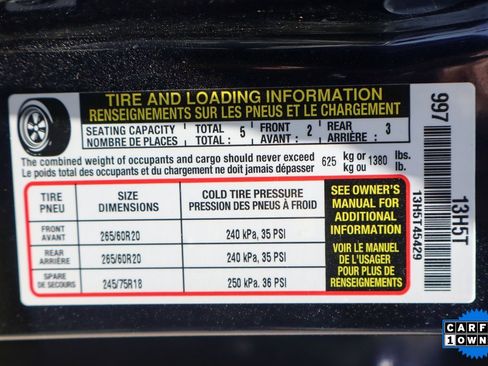 TIRE AND LOADING INFORMATION
RENSEIGNEMENTS SUR LES PNEUS ET LE CHARGEMENT
SEATING CAPACITY TOTAL 5 FRONT 2 REAR 3
NOMBRE DE PLACES TOTAL : AVANT : ARRIÈRE :
The combined weight of occupants and cargo should never exceed 625 kg or 1380 lbs.
Le poids total des occupants et du chargement ne doit jamais dépasser kg ou lb.
TIRE SIZE COLD TIRE PRESSURE
PNEU DIMENSIONS PRESSION DES PNEUS À FROID
FRONT
AVANT 265/60R20 240 kPa, 35 PSI
REAR
ARRIÈRE 265/60R20 240 kPa, 35 PSI
SPARE
DE SECOURS 245/75R18 250 kPa, 36 PSI
SEE OWNER'S
MANUAL FOR
ADDITIONAL
INFORMATION
VOIR LE MANUEL
DE L'USAGER
POUR PLUS DE
RENSEIGNEMENTS
997
13H5T
13H5T45429
CARF
1 OWN